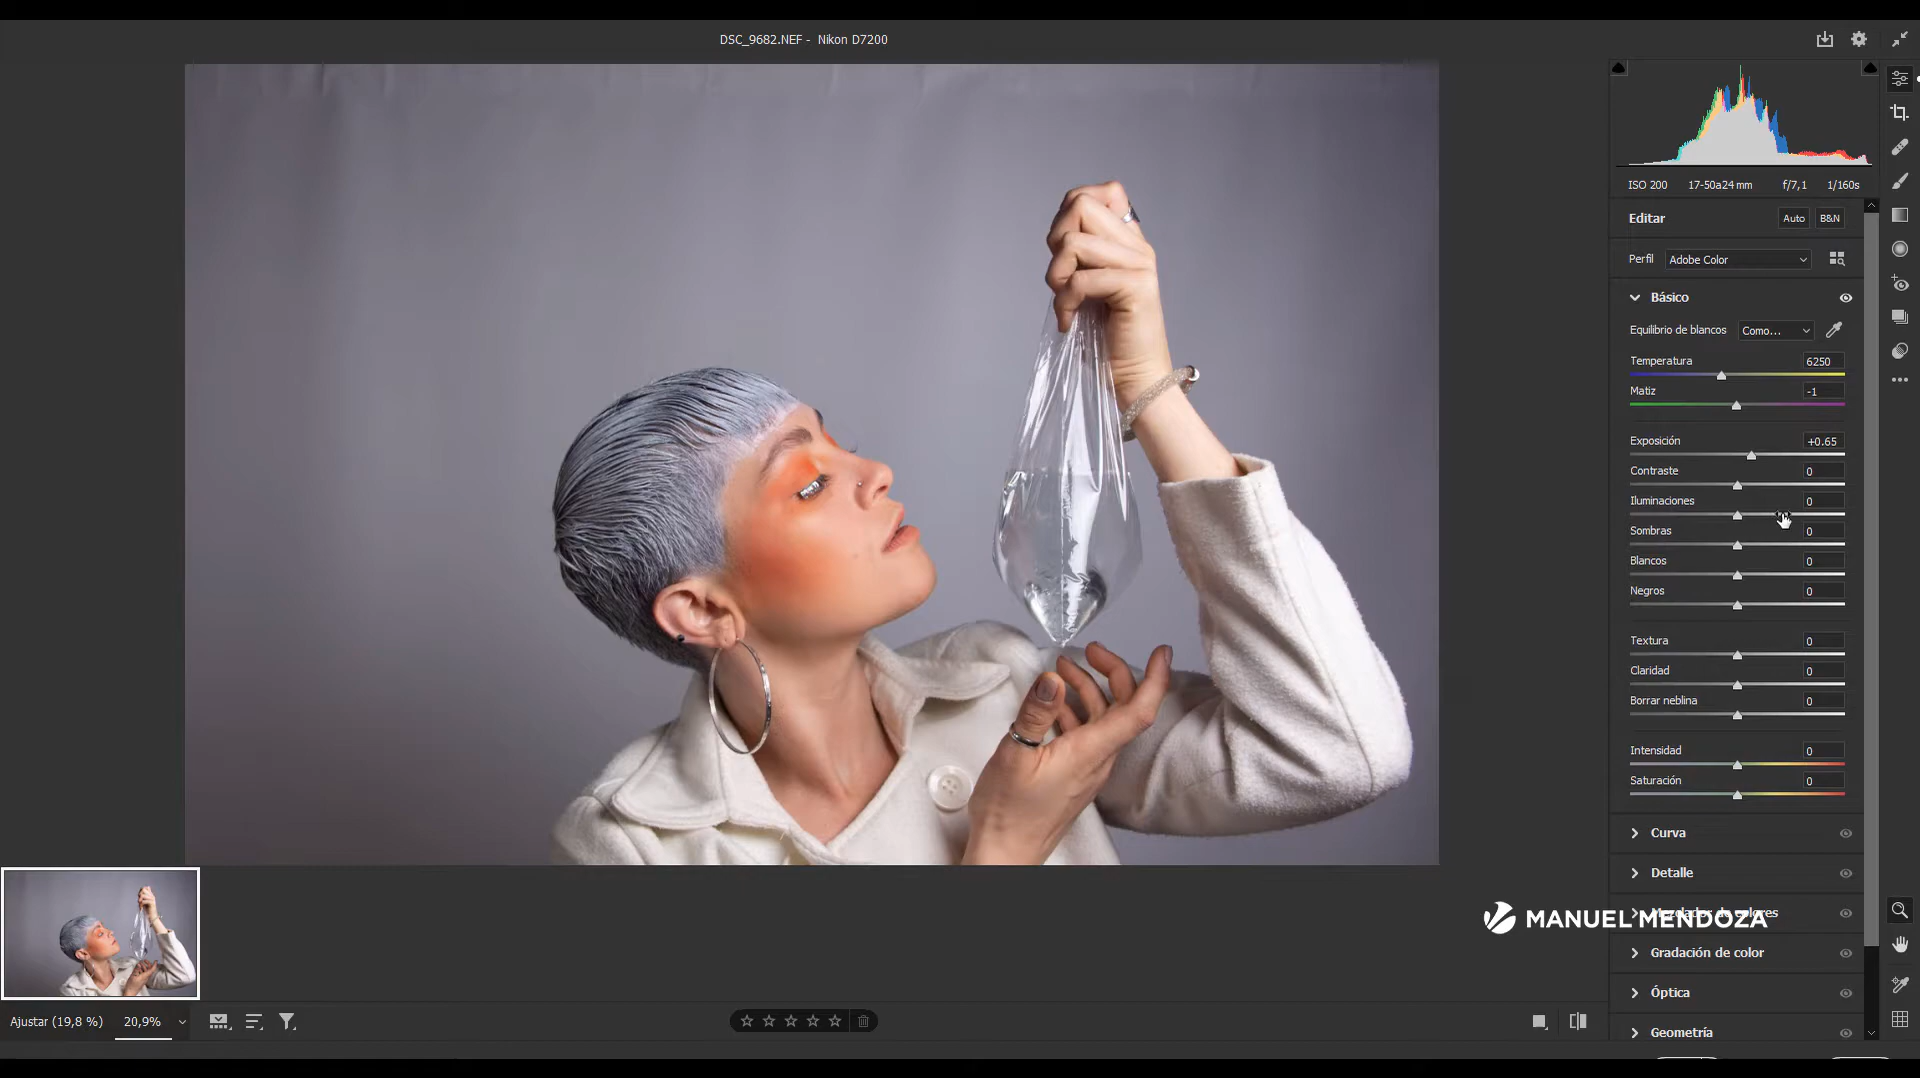 DSC_9682.NEF - Nikon D7200
ISO 200 17-50a24 mm f/7,1 1/160s
Editar Auto B&N
Perfil Adobe Color
Básico
Equilibrio de blancos Como...
Temperatura 6250
Matiz -1
Exposición +0.65
Contraste 0
Iluminaciones 0
Sombras 0
Blancos 0
Negros 0
Textura 0
Claridad 0
Borrar neblina 0
Intensidad 0
Saturación 0
Curva
Detalle
Mezclador de colores
MANUEL MENDOZA
Gradación de color
Óptica
Geometría
Ajustar (19,8 %) 20,9%